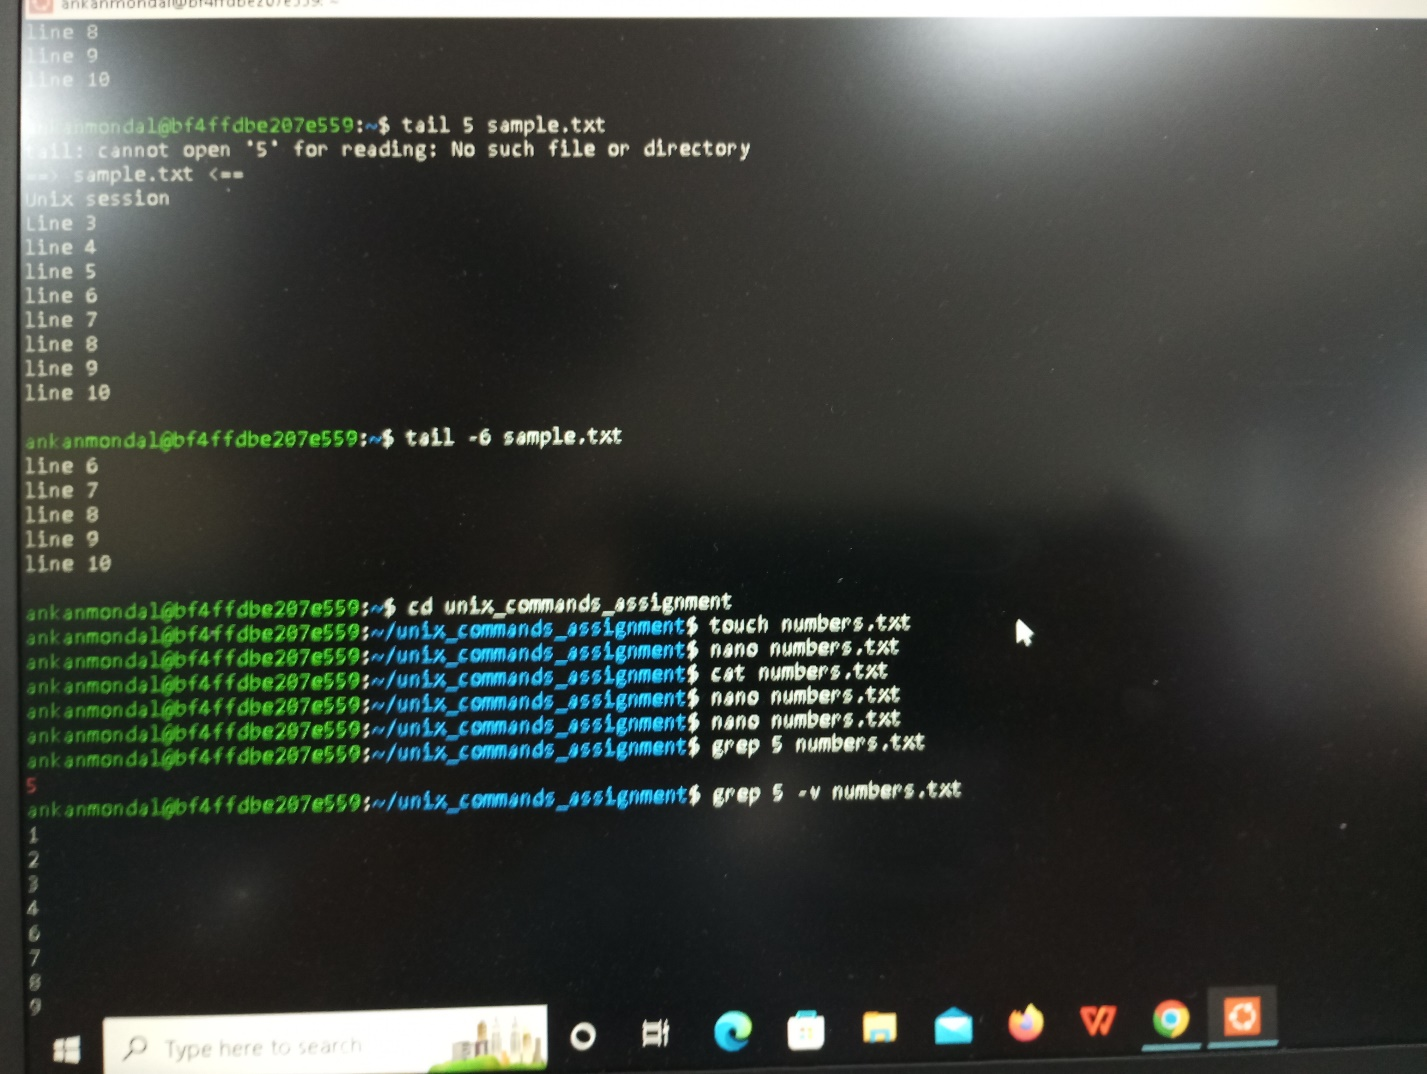 ankanmondal@bf4ffdbe207e559: ~
line 8
line 9
line 10
ankanmondal@bf4ffdbe207e559:~$ tail 5 sample.txt
tail: cannot open '5' for reading: No such file or directory
==> sample.txt <==
Unix session
Line 3
line 4
line 5
line 6
line 7
line 8
line 9
line 10
ankanmondal@bf4ffdbe207e559:~$ tail -6 sample.txt
line 6
line 7
line 8
line 9
line 10
ankanmondal@bf4ffdbe207e559:~$ cd unix_commands_assignment
ankanmondal@bf4ffdbe207e559:~/unix_commands_assignment$ touch numbers.txt
ankanmondal@bf4ffdbe207e559:~/unix_commands_assignment$ nano numbers.txt
ankanmondal@bf4ffdbe207e559:~/unix_commands_assignment$ cat numbers.txt
ankanmondal@bf4ffdbe207e559:~/unix_commands_assignment$ nano numbers.txt
ankanmondal@bf4ffdbe207e559:~/unix_commands_assignment$ nano numbers.txt
ankanmondal@bf4ffdbe207e559:~/unix_commands_assignment$ grep 5 numbers.txt
5
ankanmondal@bf4ffdbe207e559:~/unix_commands_assignment$ grep 5 -v numbers.txt
1
2
3
4
6
7
8
9
Type here to search